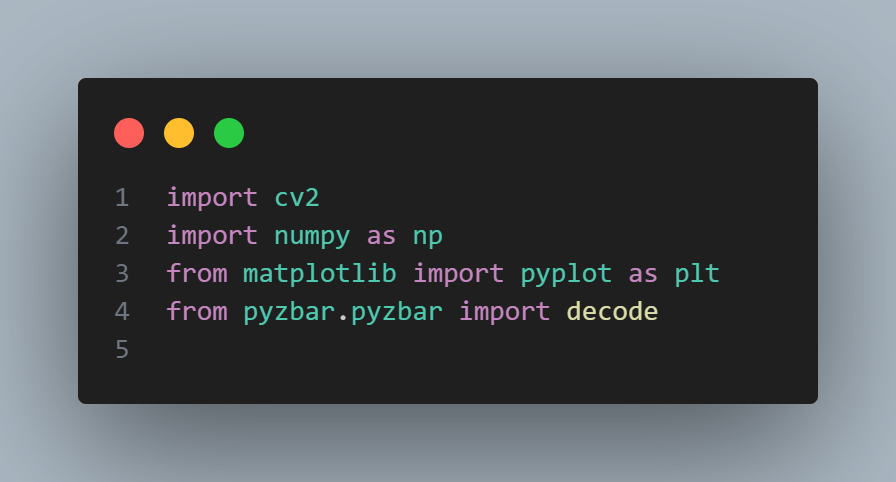 1 import cv2
2 import numpy as np
3 from matplotlib import pyplot as plt
4 from pyzbar.pyzbar import decode
5